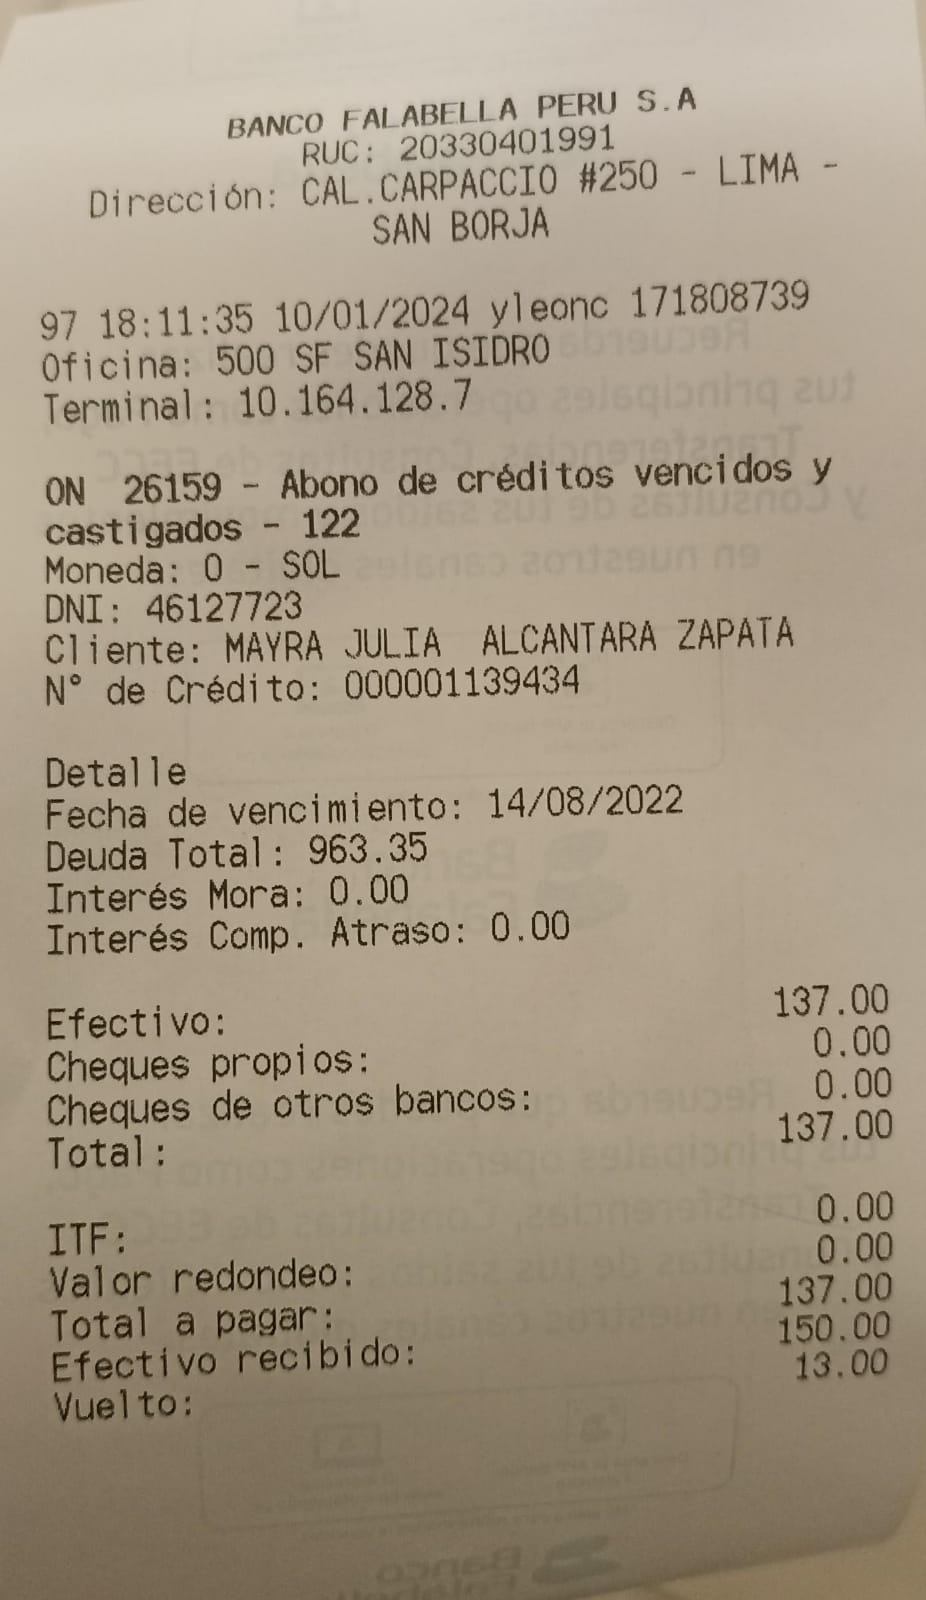 BANCO FALABELLA PERU S.A
RUC: 20330401991
Dirección: CAL.CARPACCIO #250 - LIMA -
SAN BORJA
97 18:11:35 10/01/2024 yleonc 171808739
Oficina: 500 SF SAN ISIDRO
Terminal: 10.164.128.7
ON 26159 - Abono de créditos vencidos y
castigados - 122
Moneda: 0 - SOL
DNI: 46127723
Cliente: MAYRA JULIA ALCANTARA ZAPATA
N° de Crédito: 000001139434
Detalle
Fecha de vencimiento: 14/08/2022
Deuda Total: 963.35
Interés Mora: 0.00
Interés Comp. Atraso: 0.00
Efectivo: 137.00
Cheques propios: 0.00
Cheques de otros bancos: 0.00
Total: 137.00
ITF: 0.00
Valor redondeo: 0.00
Total a pagar: 137.00
Efectivo recibido: 150.00
Vuelto: 13.00